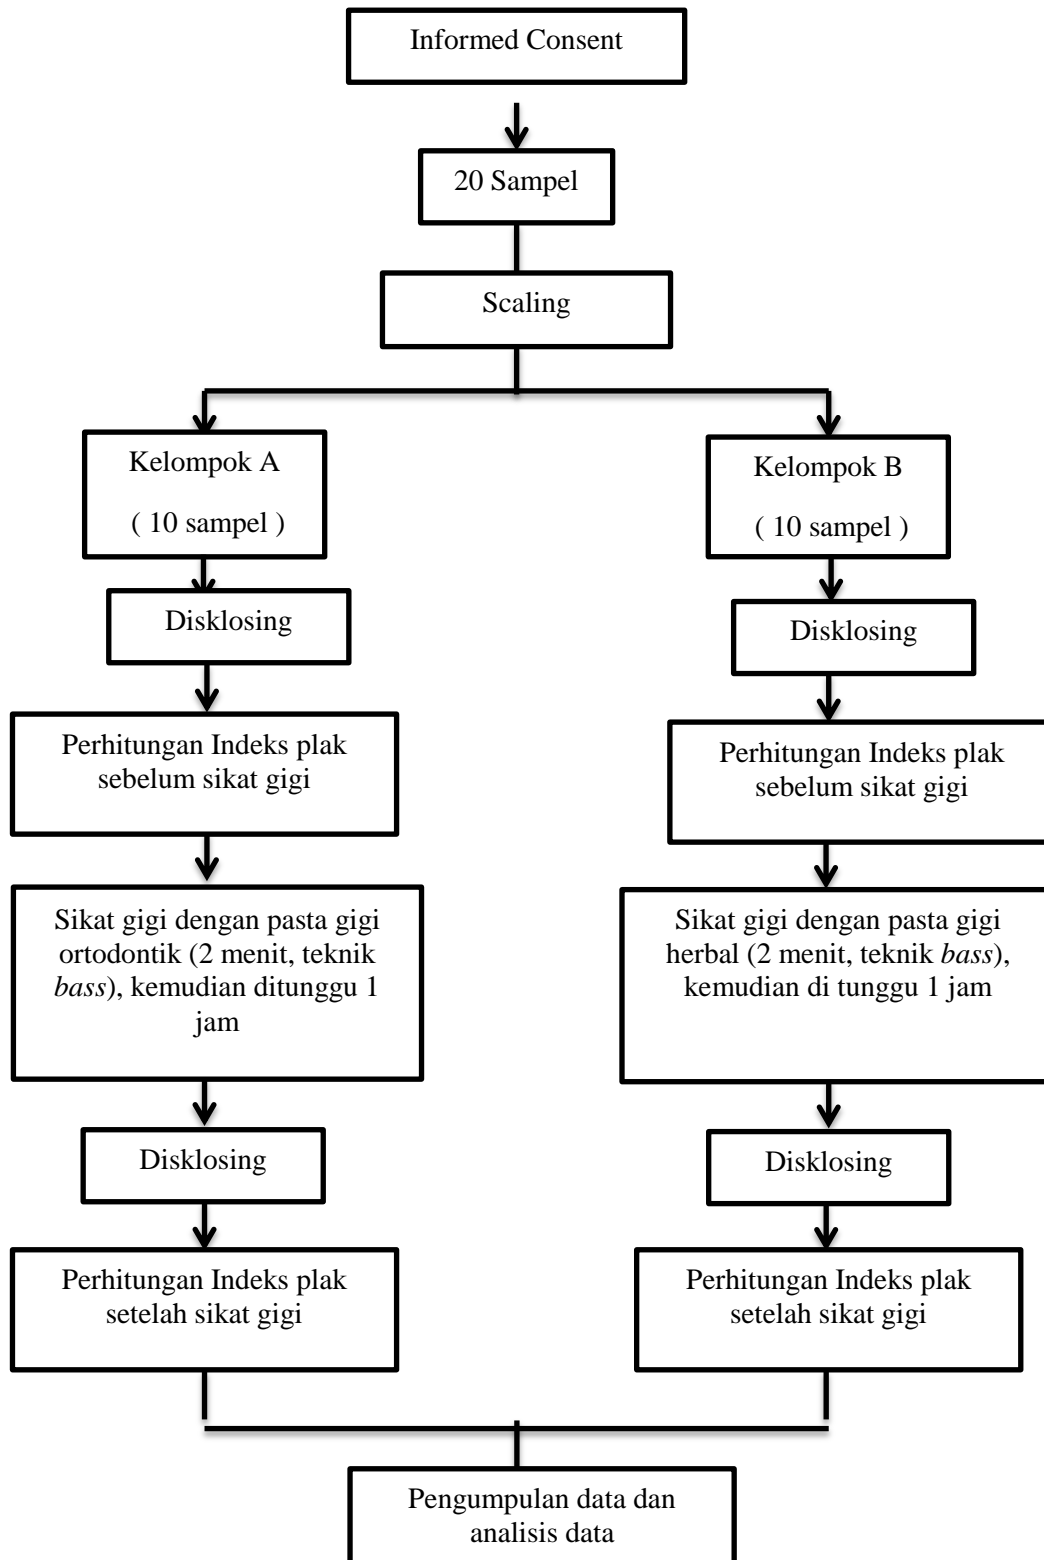 Informed Consent
20 Sampel
Scaling
Kelompok A
( 10 sampel )
Disklosing
Perhitungan Indeks plak
sebelum sikat gigi
Sikat gigi dengan pasta gigi
ortodontik (2 menit, teknik
bass), kemudian ditunggu 1
jam
Disklosing
Perhitungan Indeks plak
setelah sikat gigi
Kelompok B
( 10 sampel )
Disklosing
Perhitungan Indeks plak
sebelum sikat gigi
Sikat gigi dengan pasta gigi
herbal (2 menit, teknik bass),
kemudian di tunggu 1 jam
Disklosing
Perhitungan Indeks plak
setelah sikat gigi
Pengumpulan data dan
analisis data